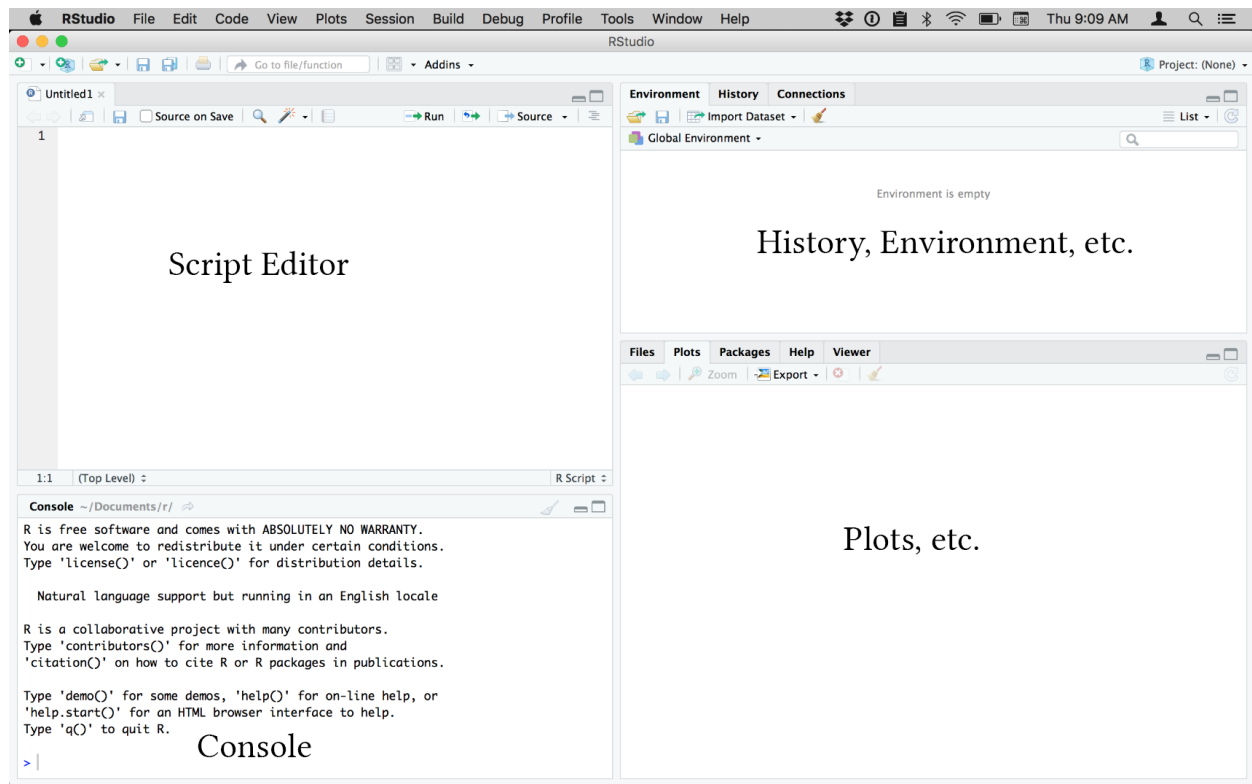 RStudio File Edit Code View Plots Session Build Debug Profile Tools Window Help Thu 9:09 AM
RStudio
Go to file/function Addins Project: (None)
Untitled1
Source on Save Run Source
1
Script Editor
1:1 (Top Level) R Script
Console ~/Documents/r/
R is free software and comes with ABSOLUTELY NO WARRANTY.
You are welcome to redistribute it under certain conditions.
Type 'license()' or 'licence()' for distribution details.
Natural language support but running in an English locale
R is a collaborative project with many contributors.
Type 'contributors()' for more information and
'citation()' on how to cite R or R packages in publications.
Type 'demo()' for some demos, 'help()' for on-line help, or
'help.start()' for an HTML browser interface to help.
Type 'q()' to quit R.
Console
>
Environment History Connections
Import Dataset List
Global Environment
Environment is empty
History, Environment, etc.
Files Plots Packages Help Viewer
Zoom Export
Plots, etc.